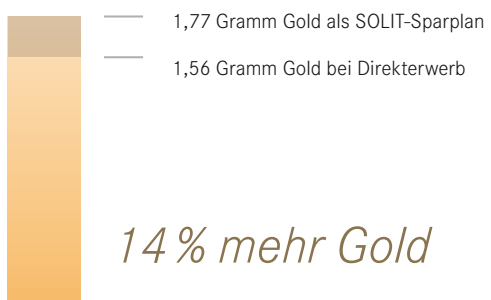 1,77 Gramm Gold als SOLIT-Sparplan
1,56 Gramm Gold bei Direkterwerb
14 % mehr Gold